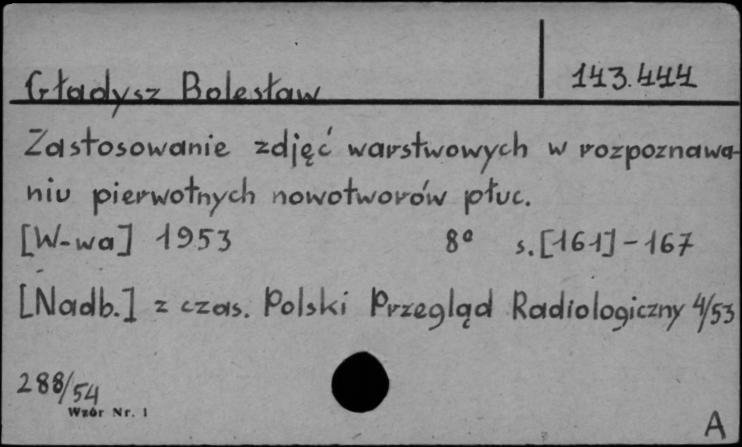 Gładysz Bolesław 143.444
Zastosowanie zdjęć warstwowych w rozpoznawa-
niu pierwotnych nowotworów płuc.
[W-wa] 1953 8º s.[161]-167
[Nadb.] z czas. Polski Przegląd Radiologiczny 4/53
288/54
Wzór Nr. 1
A